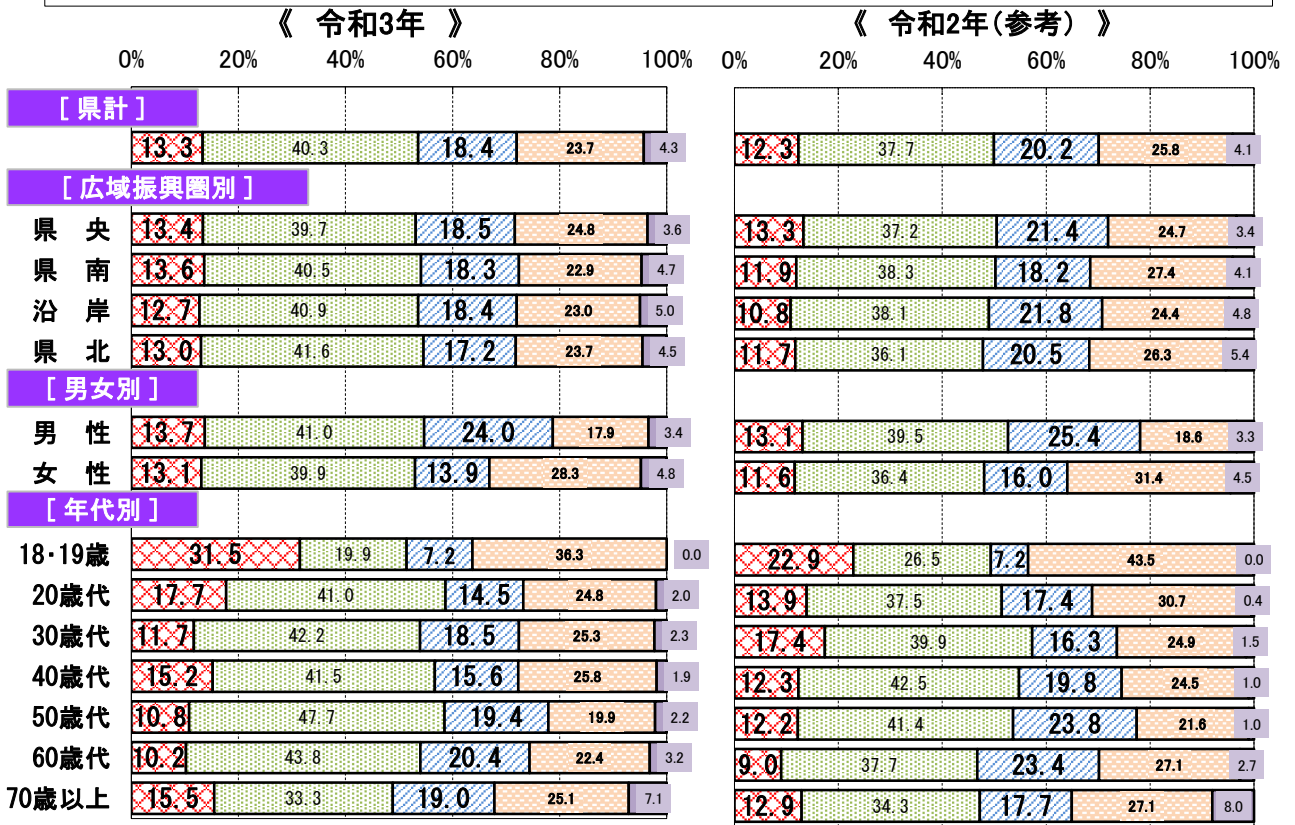 《 令和3年 》 《 令和2年(参考) 》
0% 20% 40% 60% 80% 100% 0% 20% 40% 60% 80% 100%
[ 県計 ]
13.3 40.3 18.4 23.7 4.3 12.3 37.7 20.2 25.8 4.1
[ 広域振興圏別 ]
県 央 13.4 39.7 18.5 24.8 3.6 13.3 37.2 21.4 24.7 3.4
県 南 13.6 40.5 18.3 22.9 4.7 11.9 38.3 18.2 27.4 4.1
沿 岸 12.7 40.9 18.4 23.0 5.0 10.8 38.1 21.8 24.4 4.8
県 北 13.0 41.6 17.2 23.7 4.5 11.7 36.1 20.5 26.3 5.4
[ 男女別 ]
男 性 13.7 41.0 24.0 17.9 3.4 13.1 39.5 25.4 18.6 3.3
女 性 13.1 39.9 13.9 28.3 4.8 11.6 36.4 16.0 31.4 4.5
[ 年代別 ]
18・19歳 31.5 19.9 7.2 36.3 0.0 22.9 26.5 7.2 43.5 0.0
20歳代 17.7 41.0 14.5 24.8 2.0 13.9 37.5 17.4 30.7 0.4
30歳代 11.7 42.2 18.5 25.3 2.3 17.4 39.9 16.3 24.9 1.5
40歳代 15.2 41.5 15.6 25.8 1.9 12.3 42.5 19.8 24.5 1.0
50歳代 10.8 47.7 19.4 19.9 2.2 12.2 41.4 23.8 21.6 1.0
60歳代 10.2 43.8 20.4 22.4 3.2 9.0 37.7 23.4 27.1 2.7
70歳以上 15.5 33.3 19.0 25.1 7.1 12.9 34.3 17.7 27.1 8.0